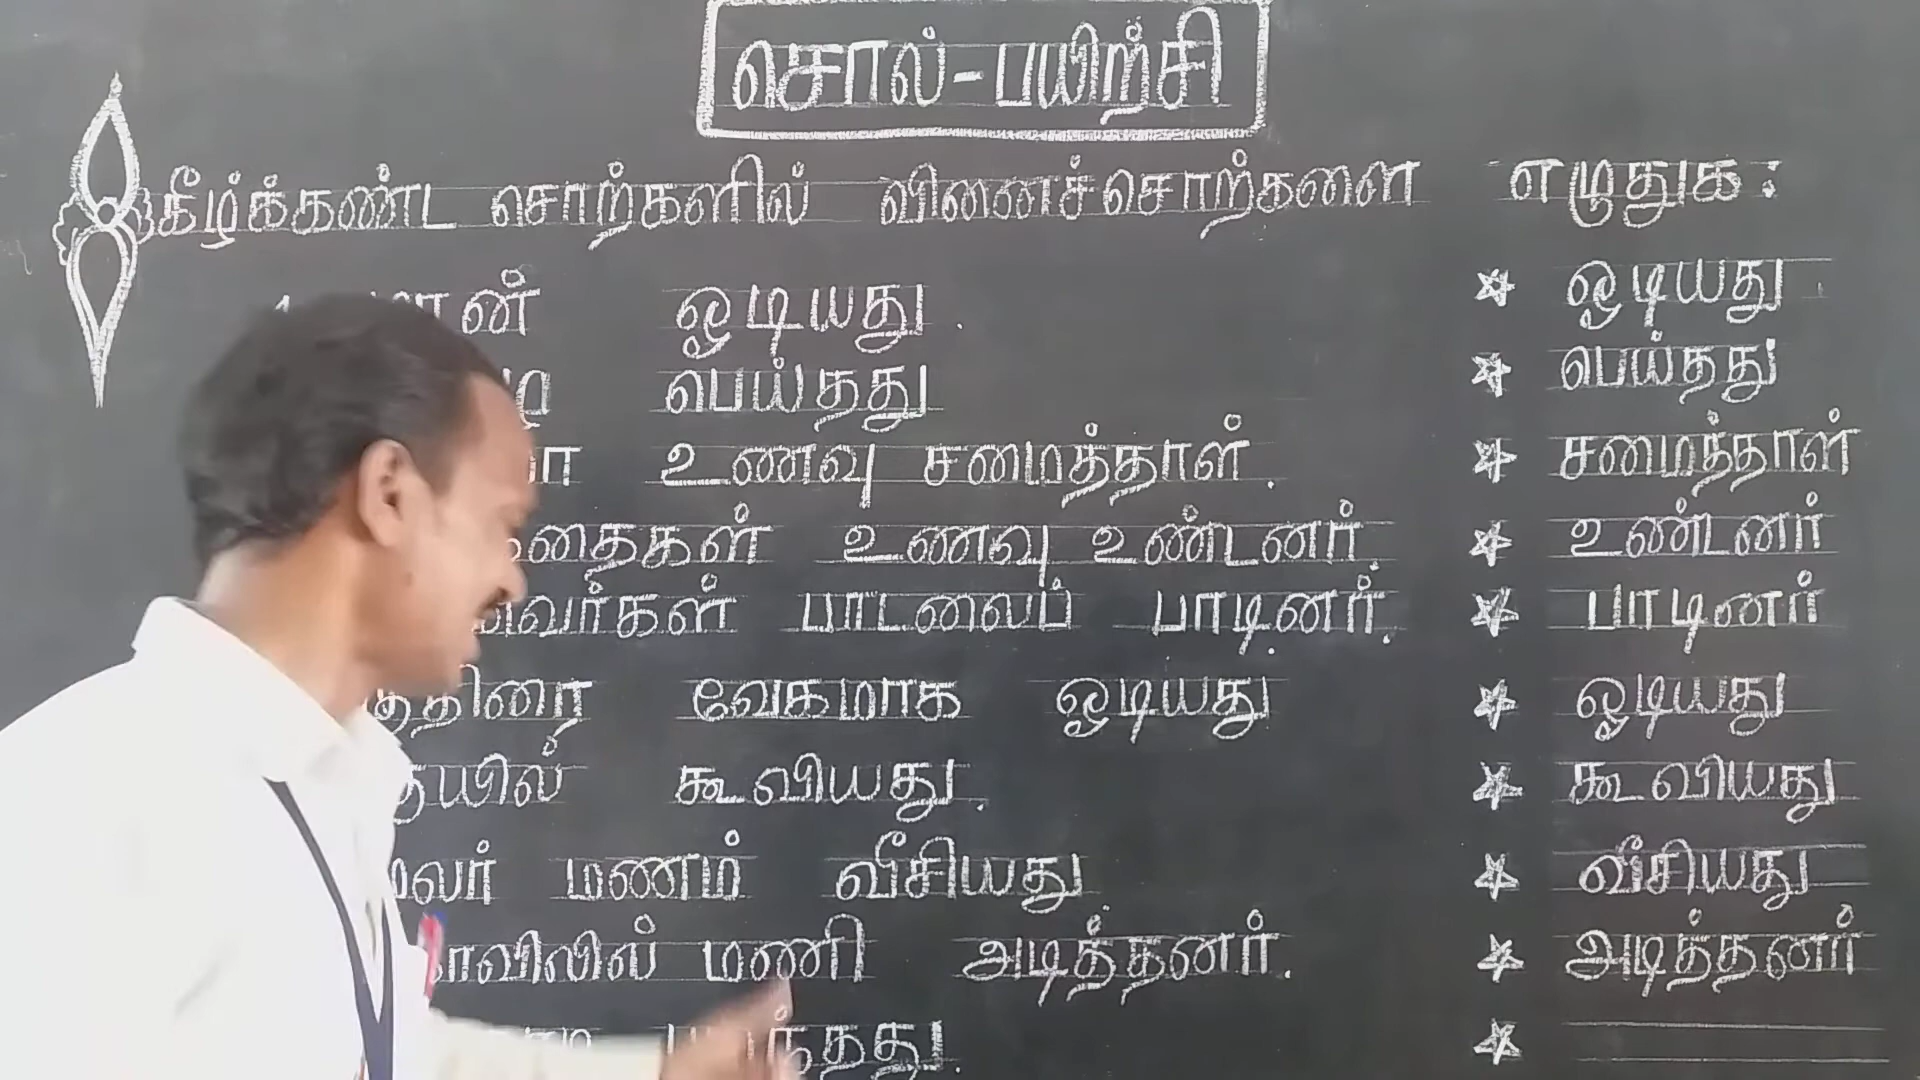 சொல்-பயிற்சி
கீழ்க்கண்ட சொற்களில் வினைச்சொற்களை எழுதுக:
ஓடியது.
ஓடியது
பெய்தது
பெய்தது
உணவு சமைத்தாள்.
சமைத்தாள்
உணவு உண்டனர்.
உண்டனர்
பாடலைப் பாடினர்.
பாடினர்
வேகமாக ஓடியது
ஓடியது
கூவியது.
கூவியது
மணம் வீசியது
வீசியது
மணி அடித்தனர்.
அடித்தனர்